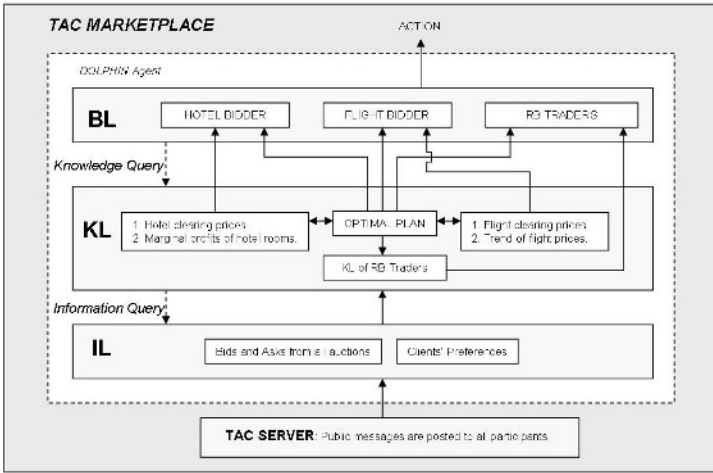 TAC MARKETPLACE
ACTION
DOLPHIN Agent
BL
HOTEL BIDDER
FLIGHT BIDDER
RB TRADERS
Knowledge Query
KL
1. Hotel clearing prices
2. Marginal profits of hotel rooms.
OPTIMAL PLAN
1. Flight clearing prices
2. Trend of flight prices.
KL of RB Traders
Information Query
IL
Bids and Asks from all auctions
Clients' Preferences
TAC SERVER: Public messages are posted to all participants